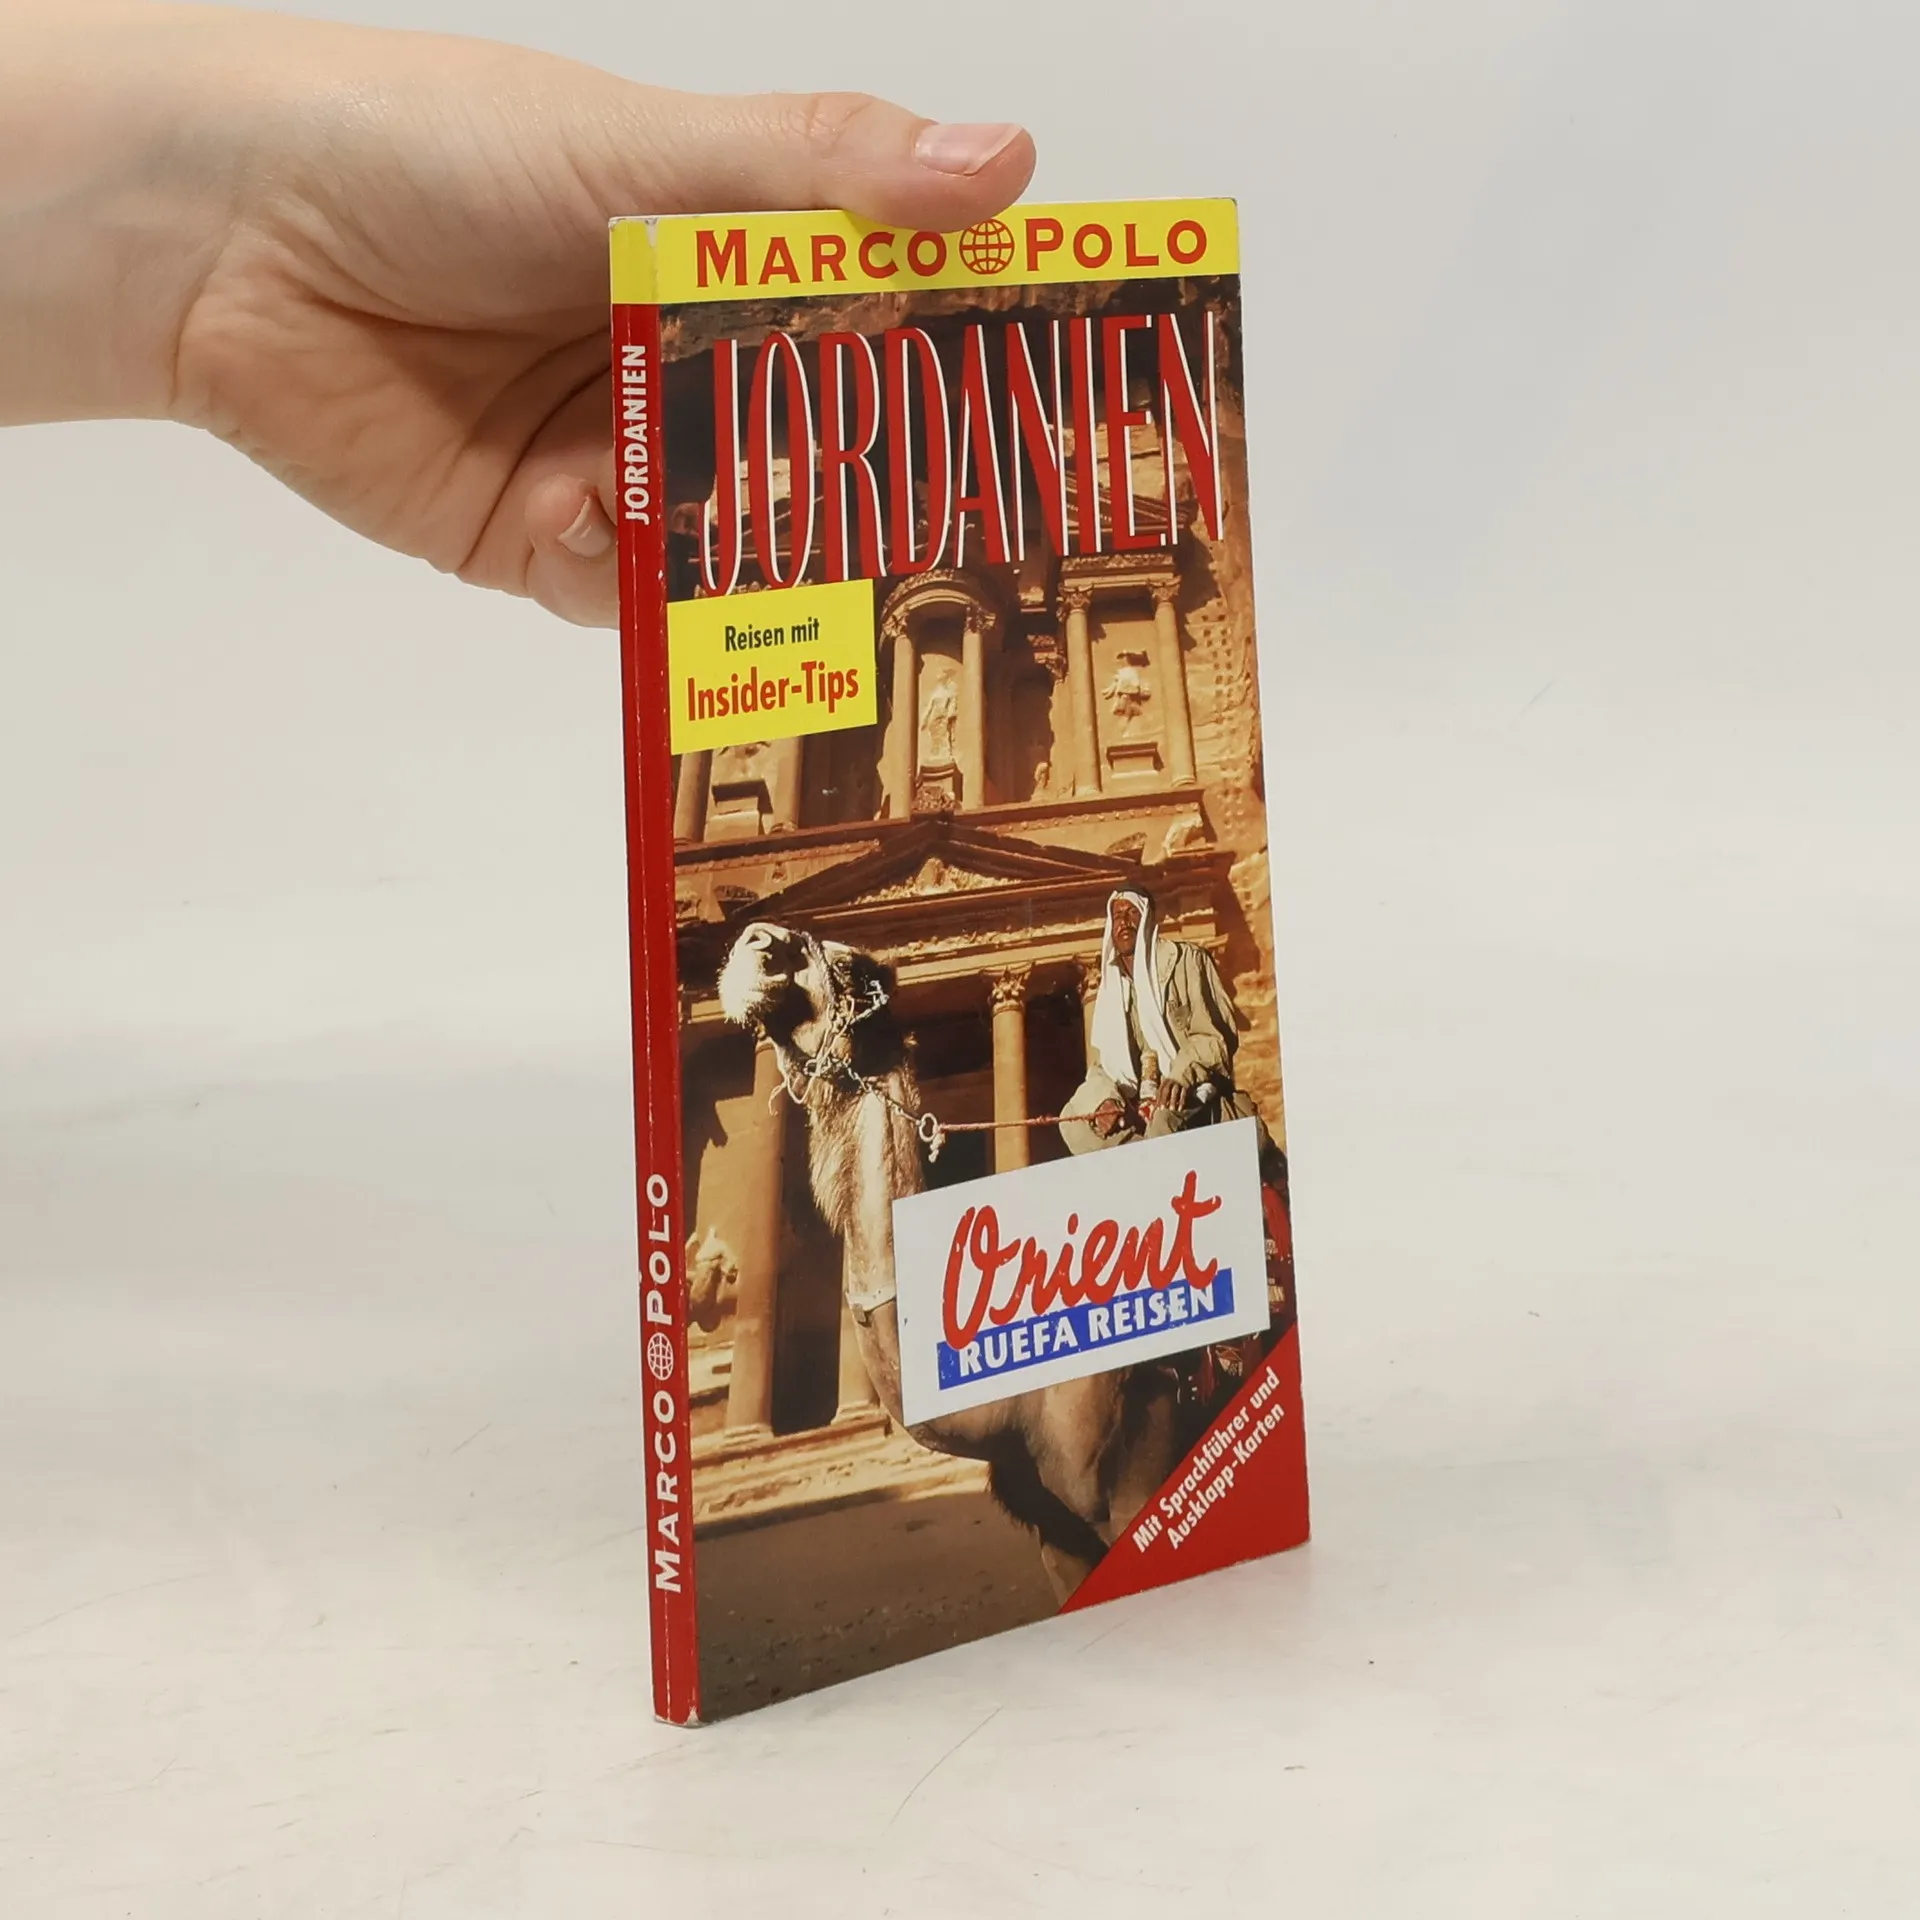 MARCO POLO
JORDANIEN
Reisen mit
Insider-Tips
Orient
RUEFA REISEN
Mit Sprachführer und
Ausklapp-Karten
JORDANIEN
MARCO POLO